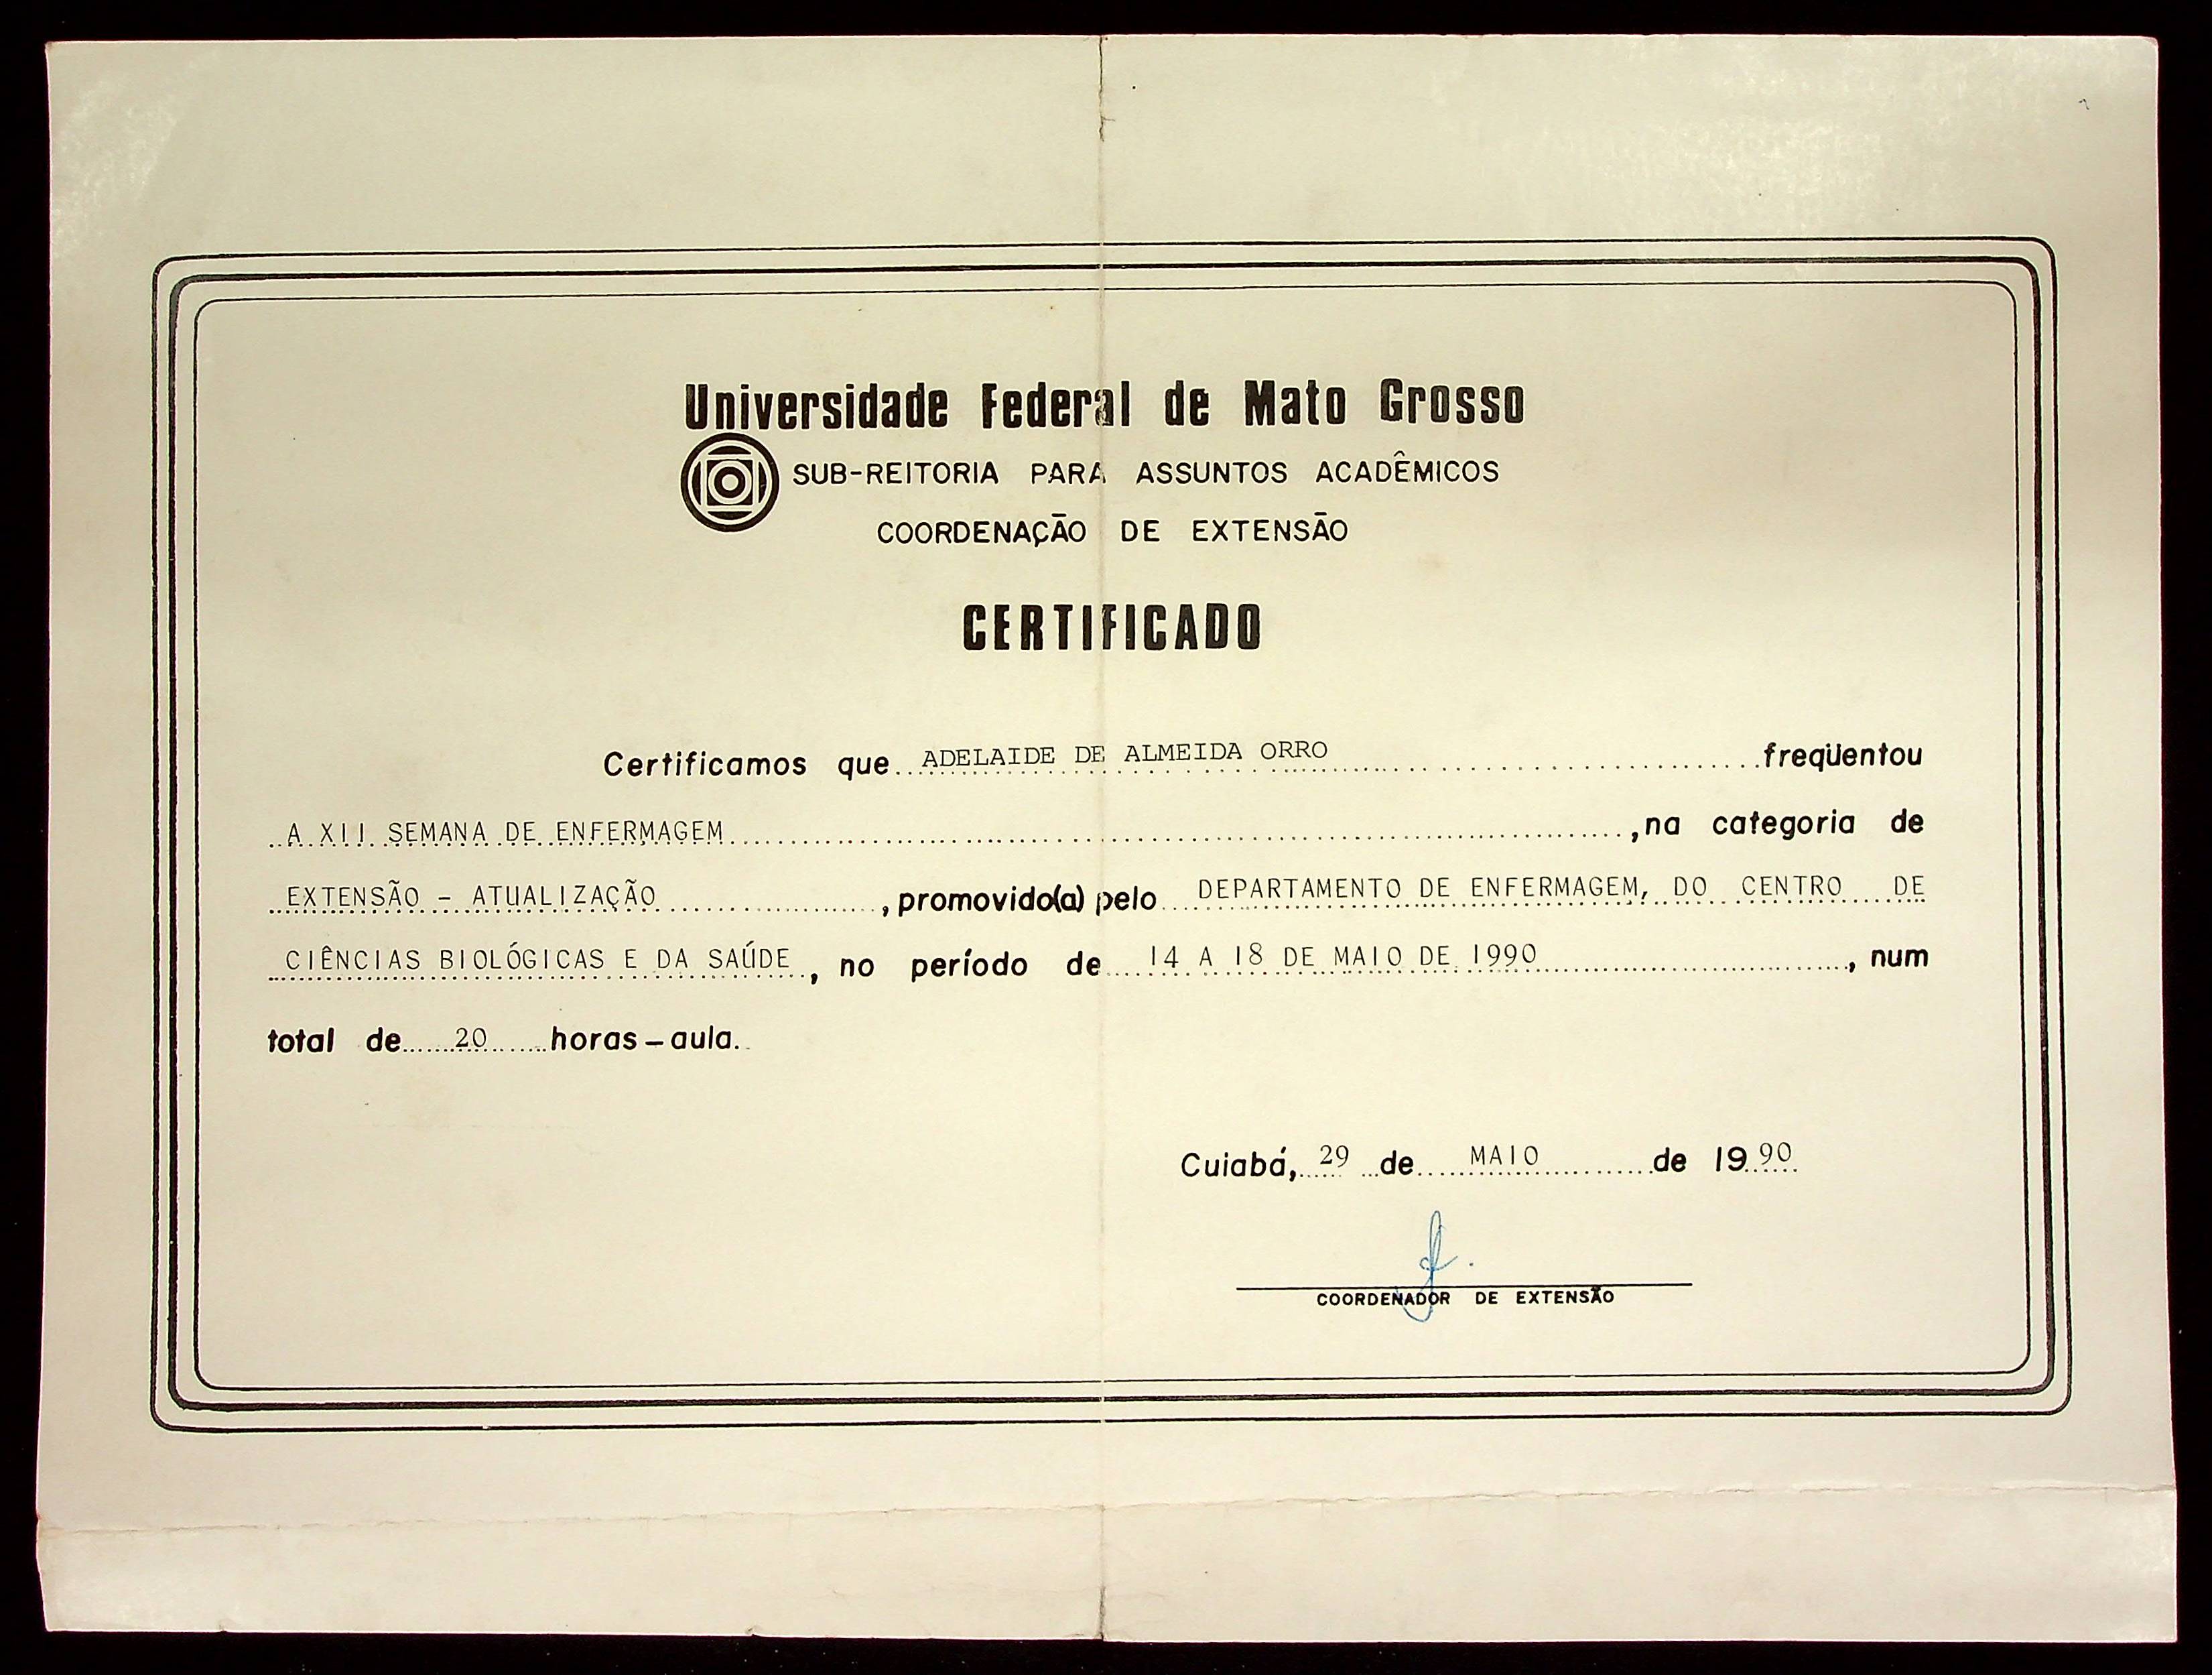 Universidade Federal de Mato Grosso
SUB-REITORIA PARA ASSUNTOS ACADÊMICOS
COORDENAÇÃO DE EXTENSÃO
CERTIFICADO
Certificamos que ADELAIDE DE ALMEIDA ORRO freqüentou
A XII SEMANA DE ENFERMAGEM, na categoria de
EXTENSÃO - ATUALIZAÇÃO, promovido(a) pelo DEPARTAMENTO DE ENFERMAGEM, DO CENTRO DE
CIÊNCIAS BIOLÓGICAS E DA SAÚDE, no período de 14 A 18 DE MAIO DE 1990, num
total de 20 horas-aula.
Cuiabá, 29 de MAIO de 1990
COORDENADOR DE EXTENSÃO